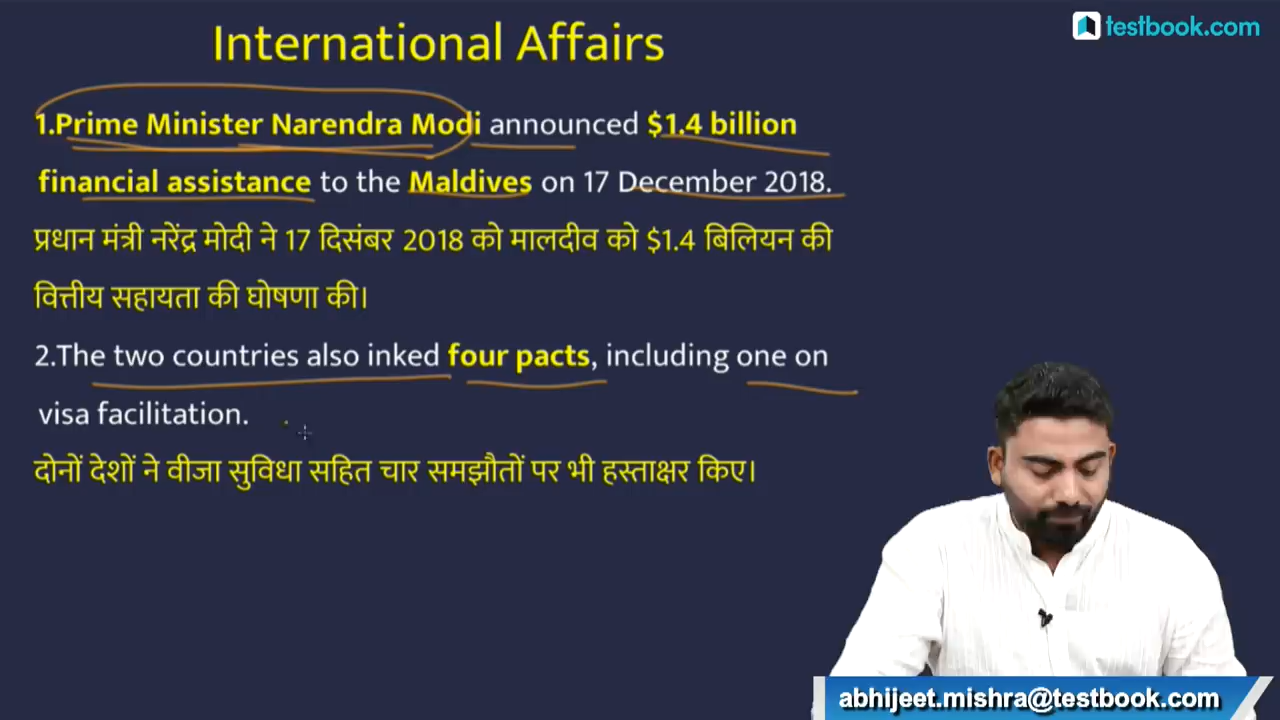 International Affairs
testbook.com
1.Prime Minister Narendra Modi announced $1.4 billion
financial assistance to the Maldives on 17 December 2018.
प्रधान मंत्री नरेंद्र मोदी ने 17 दिसंबर 2018 को मालदीव को $1.4 बिलियन की
वित्तीय सहायता की घोषणा की।
2.The two countries also inked four pacts, including one on
visa facilitation.
दोनों देशों ने वीजा सुविधा सहित चार समझौतों पर भी हस्ताक्षर किए।
abhijeet.mishra@testbook.com